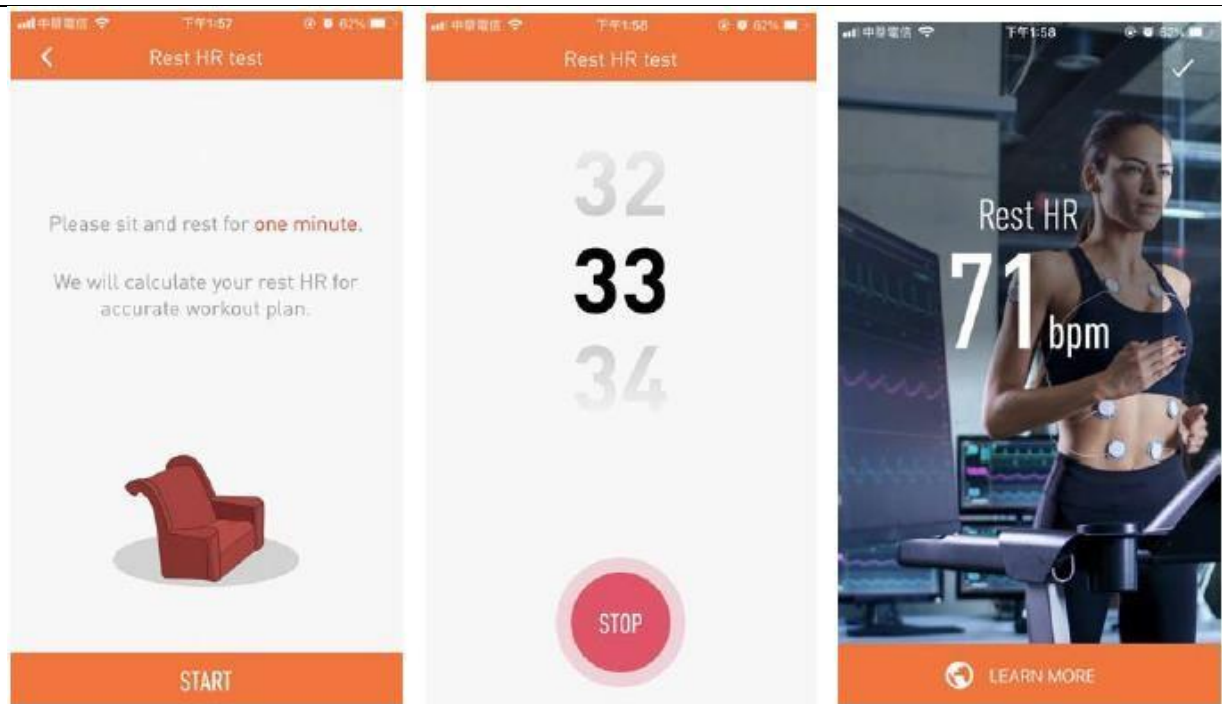 中華電信
下午1:57
62%
Rest HR test
Please sit and rest for one minute.
We will calculate your rest HR for
accurate workout plan.
START
中華電信
下午1:58
62%
Rest HR test
32
33
34
STOP
中華電信
下午1:58
62%
Rest HR
71 bpm
LEARN MORE